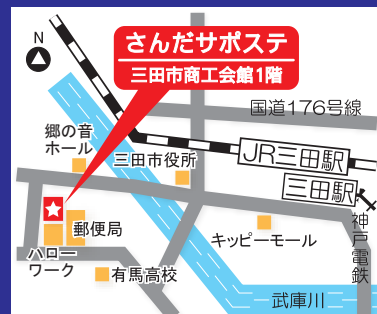 さんだサポステ
三田市商工会館1階
N
国道176号線
郷の音
ホール
三田市役所
JR三田駅
三田駅
神戸電鉄
郵便局
ハロー
ワーク
キッピーモール
有馬高校
武庫川